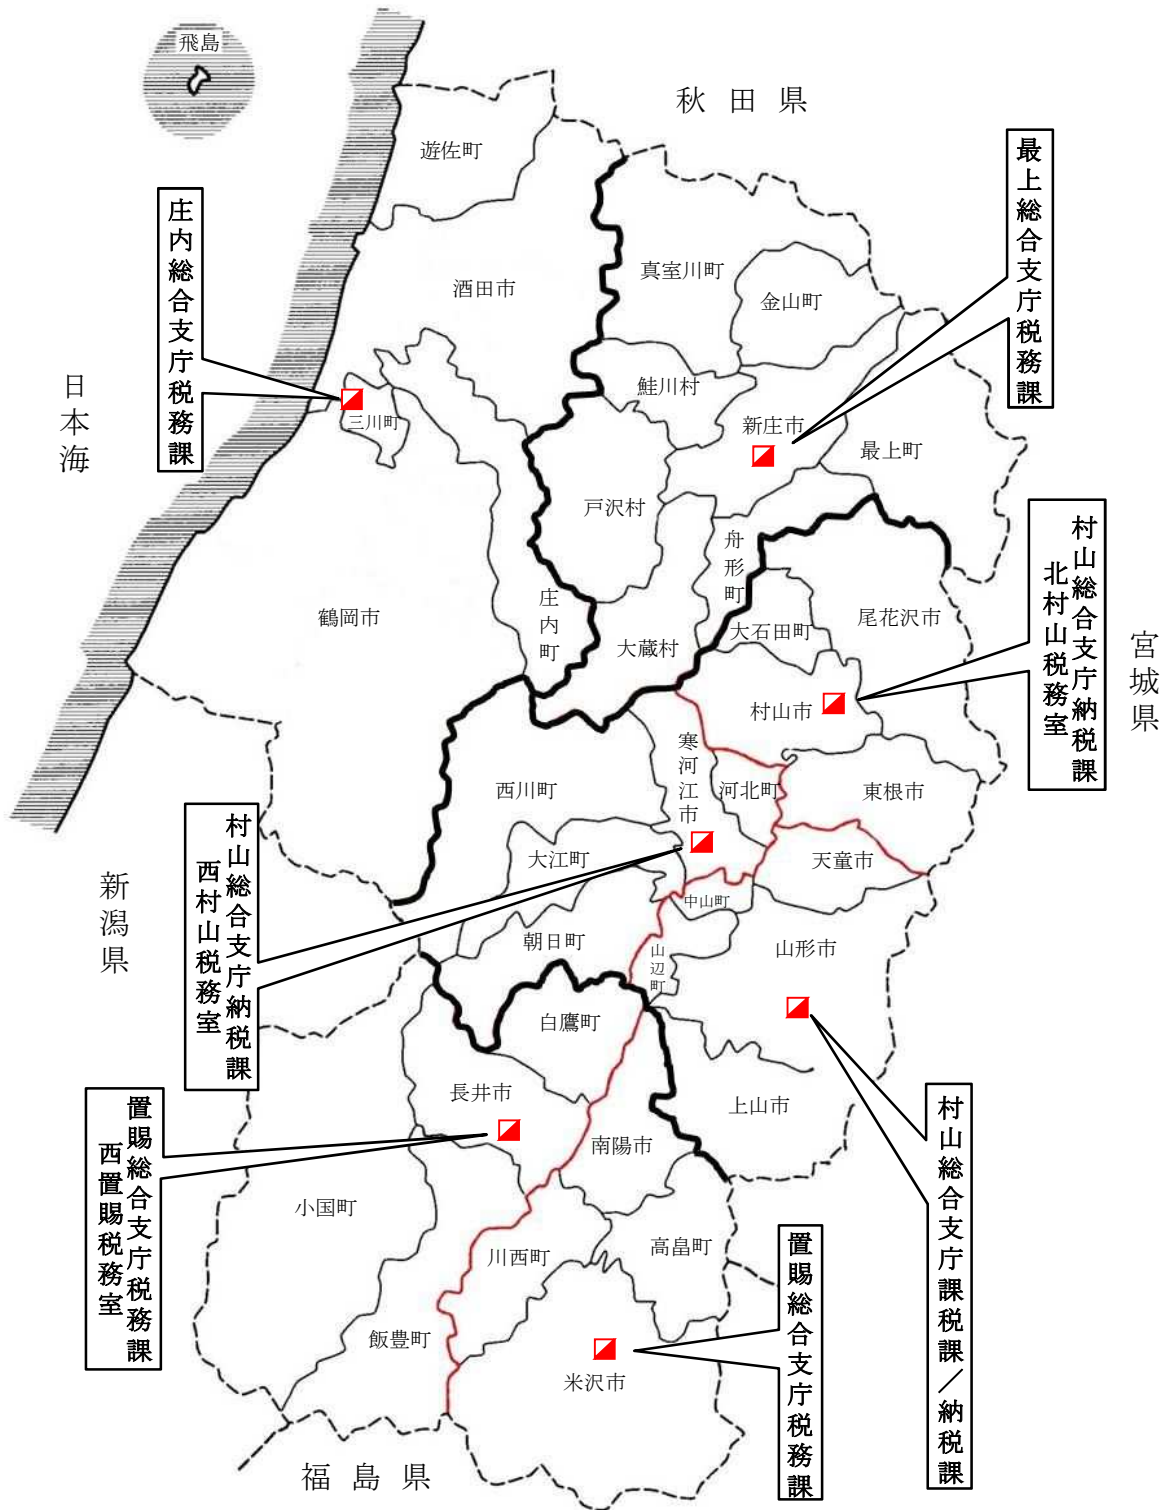 飛島
秋田県
遊佐町
最上総合支庁税務課
庄内総合支庁税務課
真室川町
酒田市
金山町
日本海
鮭川村
三川町
新庄市
最上町
戸沢村
村山総合支庁納税課
北村山税務室
舟形町
庄内町
鶴岡市
大石田町
尾花沢市
大蔵村
宮城県
村山市
寒河江市
西川町
河北町
東根市
村山総合支庁納税課
西村山税務室
大江町
天童市
新潟県
中山町
朝日町
山辺町
山形市
白鷹町
長井市
上山市
村山総合支庁課税課/納税課
置賜総合支庁税務課
西置賜税務室
南陽市
小国町
川西町
高畠町
置賜総合支庁税務課
飯豊町
米沢市
福島県